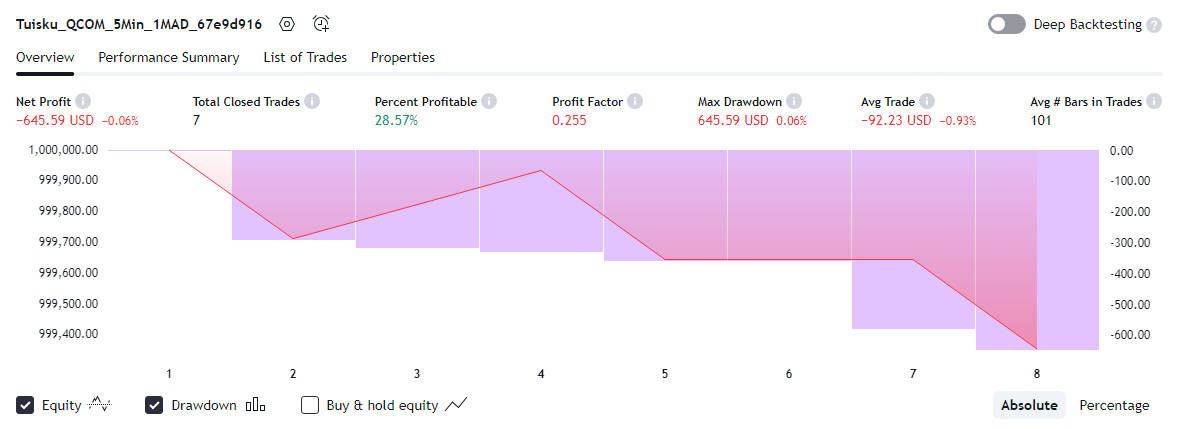 Tuisku_QCOM_5Min_1MAD_67e9d916 Deep Backtesting ?
Overview Performance Summary List of Trades Properties
Net Profit i Total Closed Trades i Percent Profitable i Profit Factor i Max Drawdown i Avg Trade i Avg # Bars in Trades i
−645.59 USD −0.06% 7 28.57% 0.255 645.59 USD 0.06% −92.23 USD −0.93% 101
1,000,000.00 0.00
999,900.00 -100.00
999,800.00 -200.00
999,700.00 -300.00
999,600.00 -400.00
999,500.00 -500.00
999,400.00 -600.00
1 2 3 4 5 6 7 8
Equity Drawdown Buy & hold equity Absolute Percentage